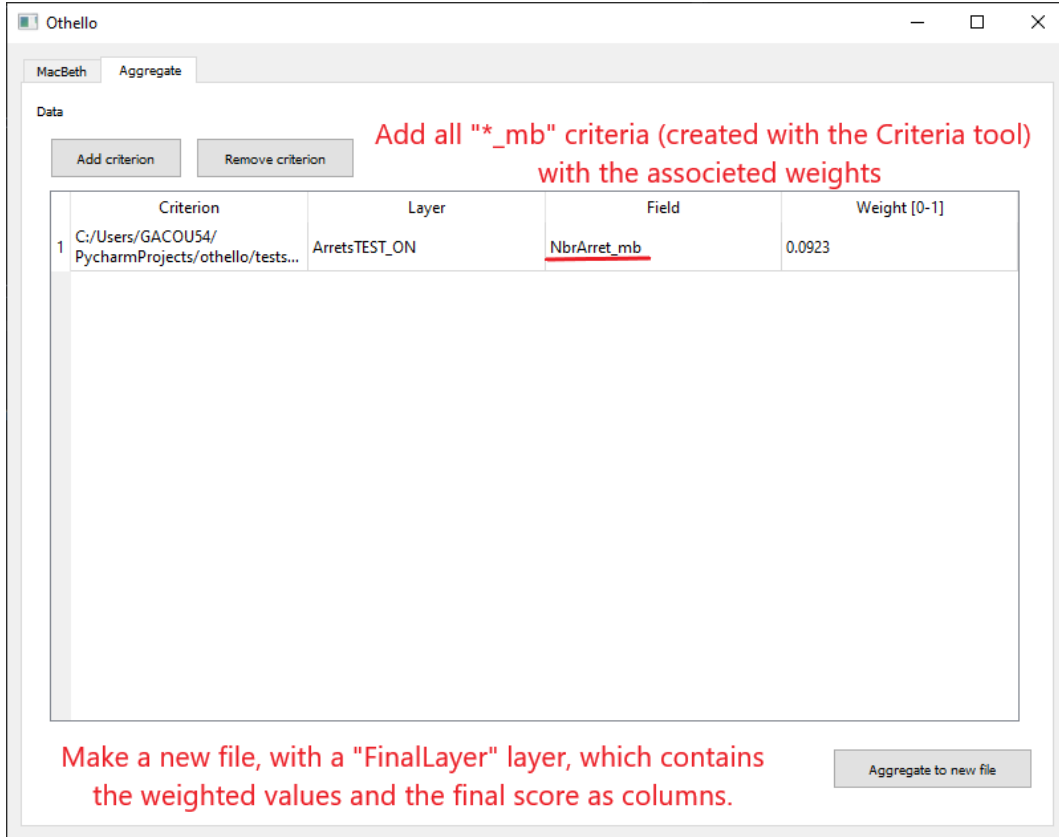 Othello
MacBeth Aggregate
Data
Add all "*_mb" criteria (created with the Criteria tool)
with the associeted weights
Add criterion Remove criterion
Criterion Layer Field Weight [0-1]
1 C:/Users/GACOU54/
PycharmProjects/othello/tests... ArretsTEST_ON NbrArret_mb 0.0923
Make a new file, with a "FinalLayer" layer, which contains
the weighted values and the final score as columns.
Aggregate to new file